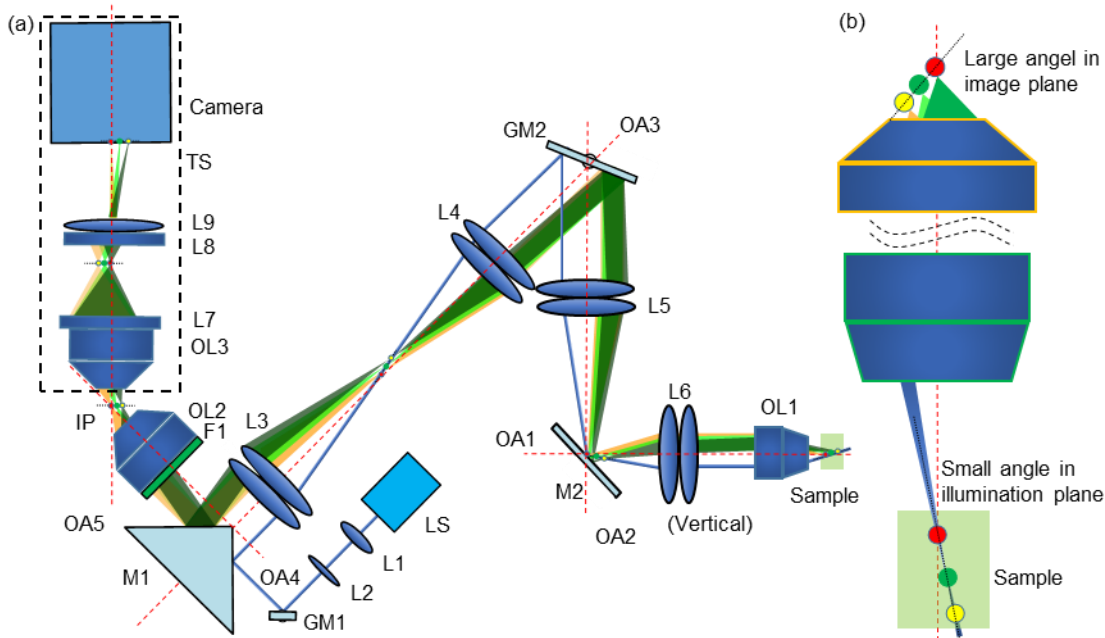 (a)
Camera
TS
L9
L8
L7
OL3
IP
OL2
F1
OA5
M1
L3
OA4
GM1
L2
L1
LS
L4
GM2
OA3
L5
OA1
M2
OA2
L6
(Vertical)
OL1
Sample
(b)
Large angel in
image plane
Small angle in
illumination plane
Sample